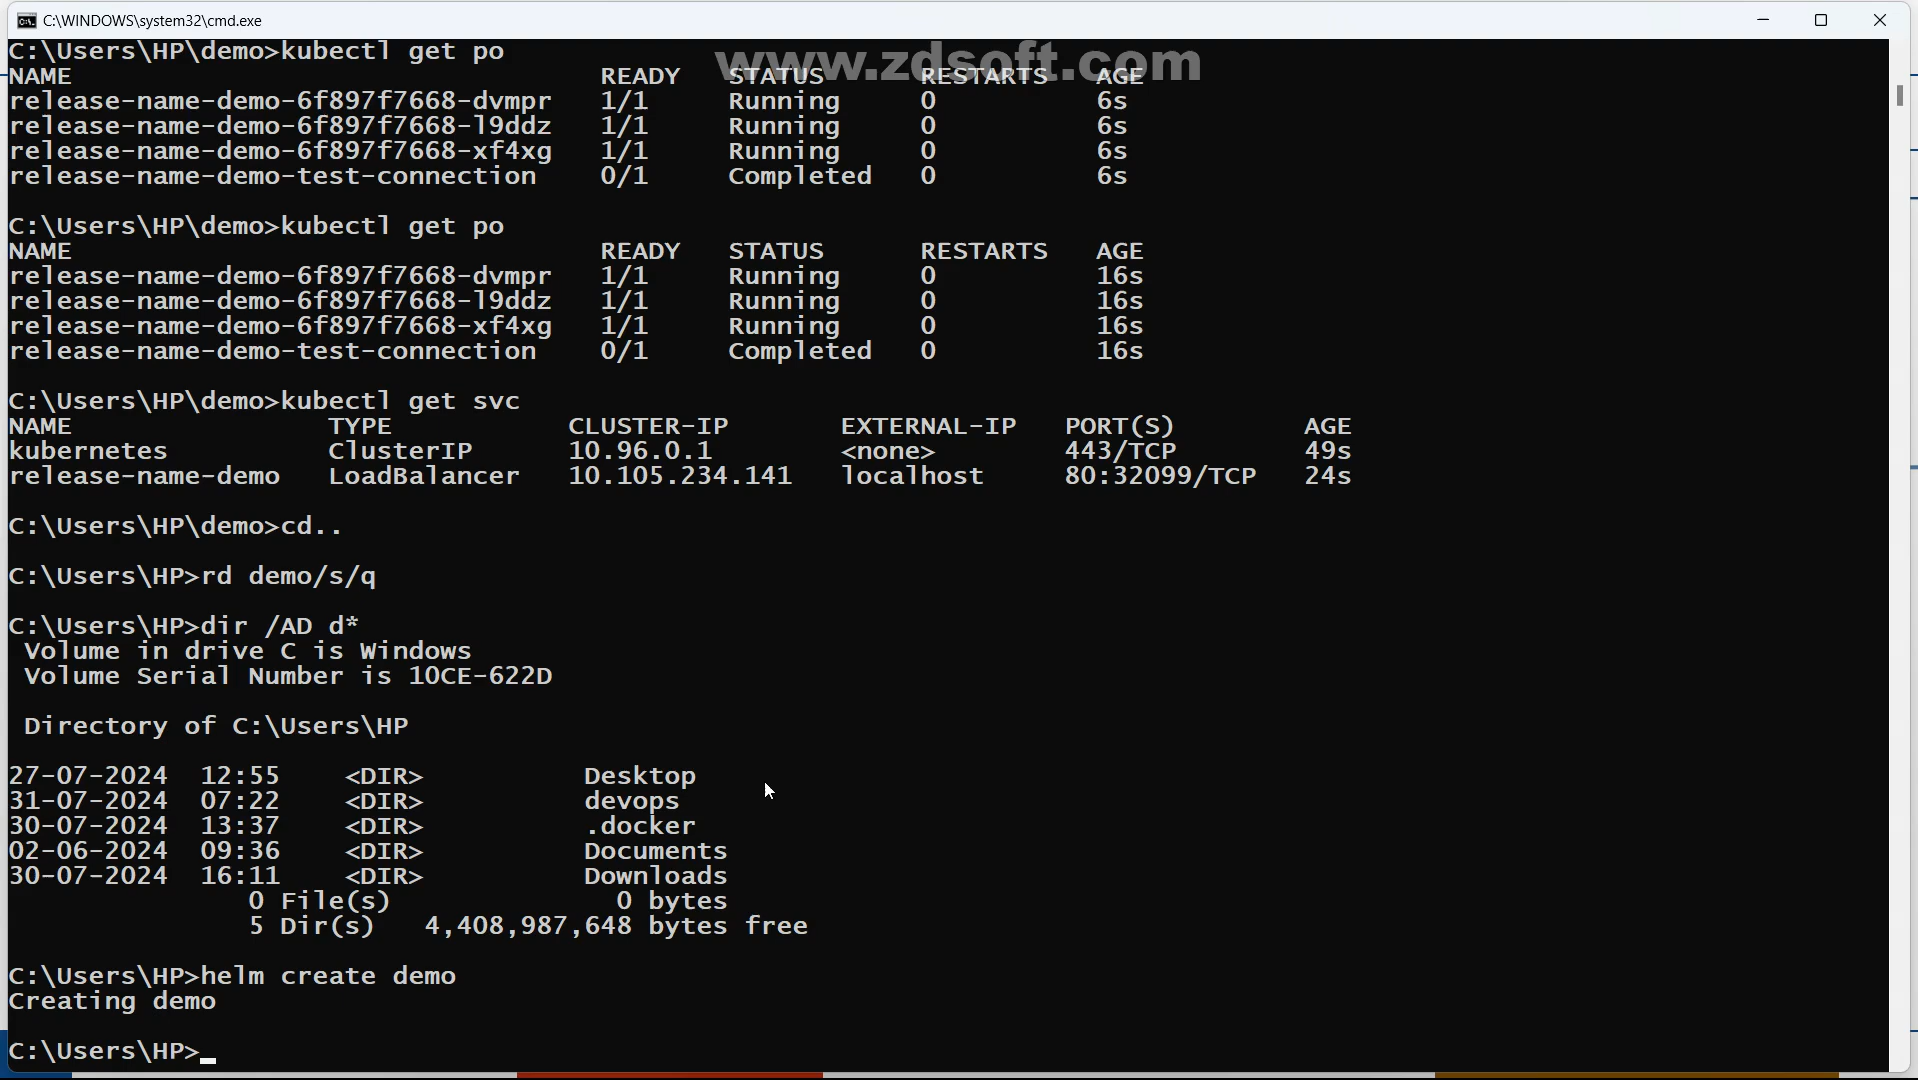 C:\WINDOWS\system32\cmd.exe
www.zdsoft.com
C:\Users\HP\demo>kubectl get po
NAME READY STATUS RESTARTS AGE
release-name-demo-6f897f7668-dvmpr 1/1 Running 0 6s
release-name-demo-6f897f7668-l9ddz 1/1 Running 0 6s
release-name-demo-6f897f7668-xf4xg 1/1 Running 0 6s
release-name-demo-test-connection 0/1 Completed 0 6s
C:\Users\HP\demo>kubectl get po
NAME READY STATUS RESTARTS AGE
release-name-demo-6f897f7668-dvmpr 1/1 Running 0 16s
release-name-demo-6f897f7668-l9ddz 1/1 Running 0 16s
release-name-demo-6f897f7668-xf4xg 1/1 Running 0 16s
release-name-demo-test-connection 0/1 Completed 0 16s
C:\Users\HP\demo>kubectl get svc
NAME TYPE CLUSTER-IP EXTERNAL-IP PORT(S) AGE
kubernetes ClusterIP 10.96.0.1 <none> 443/TCP 49s
release-name-demo LoadBalancer 10.105.234.141 localhost 80:32099/TCP 24s
C:\Users\HP\demo>cd..
C:\Users\HP>rd demo/s/q
C:\Users\HP>dir /AD d*
Volume in drive C is Windows
Volume Serial Number is 10CE-622D
Directory of C:\Users\HP
27-07-2024 12:55 <DIR> Desktop
31-07-2024 07:22 <DIR> devops
30-07-2024 13:37 <DIR> .docker
02-06-2024 09:36 <DIR> Documents
30-07-2024 16:11 <DIR> Downloads
0 File(s) 0 bytes
5 Dir(s) 4,408,987,648 bytes free
C:\Users\HP>helm create demo
Creating demo
C:\Users\HP>